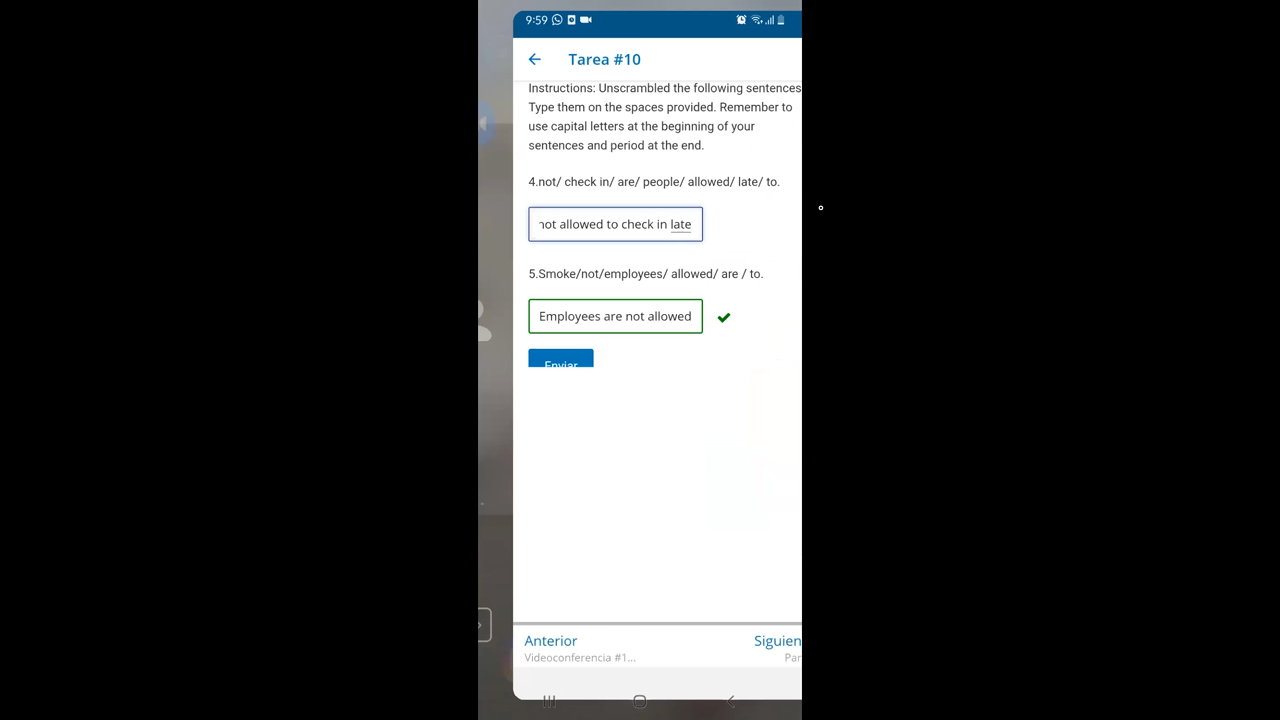 9:59
Tarea #10
Instructions: Unscrambled the following sentences
Type them on the spaces provided. Remember to
use capital letters at the beginning of your
sentences and period at the end.
4.not/ check in/ are/ people/ allowed/ late/ to.
not allowed to check in late
5.Smoke/not/employees/ allowed/ are / to.
Employees are not allowed
Enviar
Anterior
Siguien
Videoconferencia #1...
Par